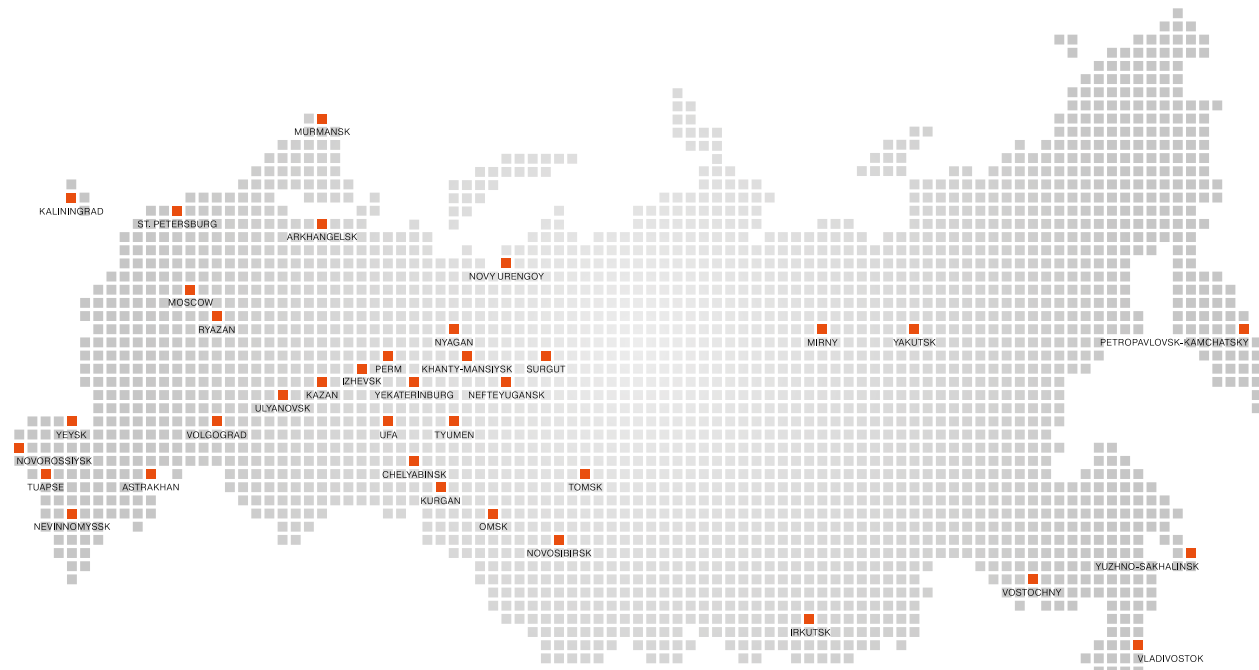 MURMANSK
KALININGRAD
ST. PETERSBURG
ARKHANGELSK
NOVY URENGOY
MOSCOW
RYAZAN
NYAGAN
MIRNY
YAKUTSK
PETROPAVLOVSK-KAMCHATSKY
PERM
KHANTY-MANSIYSK
SURGUT
IZHEVSK
KAZAN
YEKATERINBURG
NEFTEYUGANSK
ULYANOVSK
YEYSK
VOLGOGRAD
UFA
TYUMEN
NOVOROSSIYSK
CHELYABINSK
TUAPSE
ASTRAKHAN
TOMSK
KURGAN
NEVINNOMYSSK
OMSK
NOVOSIBIRSK
YUZHNO-SAKHALINSK
VOSTOCHNY
IRKUTSK
VLADIVOSTOK